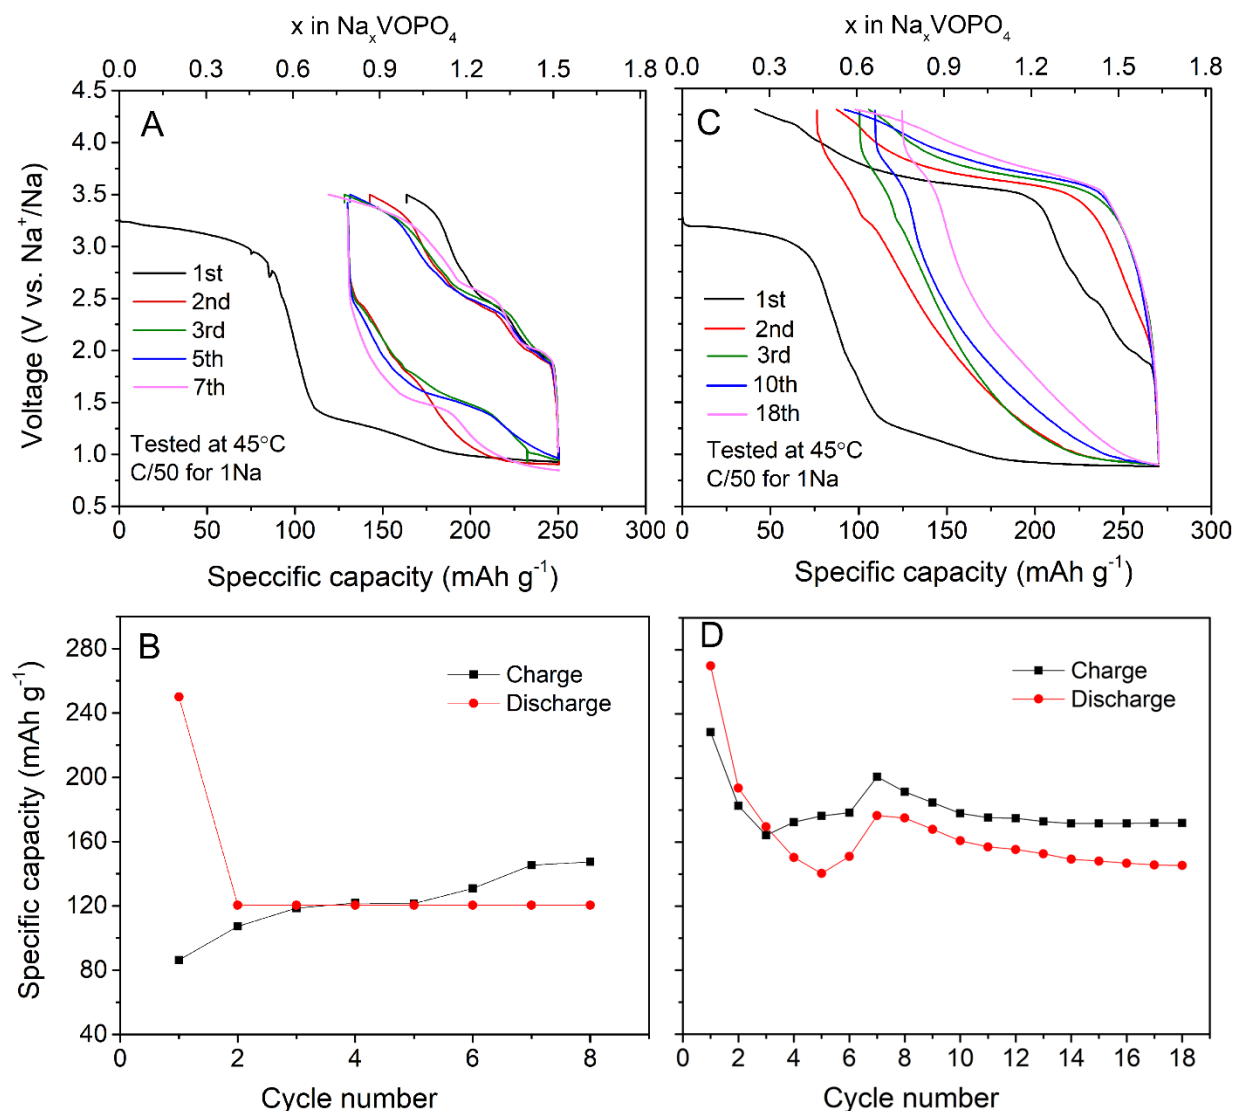 x in NaₓVOPO₄
0.0 0.3 0.6 0.9 1.2 1.5 1.8
x in NaₓVOPO₄
0.0 0.3 0.6 0.9 1.2 1.5 1.8
Voltage (V vs. Na⁺/Na)
4.5
4.0
3.5
3.0
2.5
2.0
1.5
1.0
0.5
A
1st
2nd
3rd
5th
7th
Tested at 45°C
C/50 for 1Na
0 50 100 150 200 250 300
Speccific capacity (mAh g⁻¹)
C
1st
2nd
3rd
10th
18th
Tested at 45°C
C/50 for 1Na
0 50 100 150 200 250 300
Specific capacity (mAh g⁻¹)
Specific capacity (mAh g⁻¹)
280
240
200
160
120
80
40
B
Charge
Discharge
0 2 4 6 8
Cycle number
D
Charge
Discharge
0 2 4 6 8 10 12 14 16 18
Cycle number